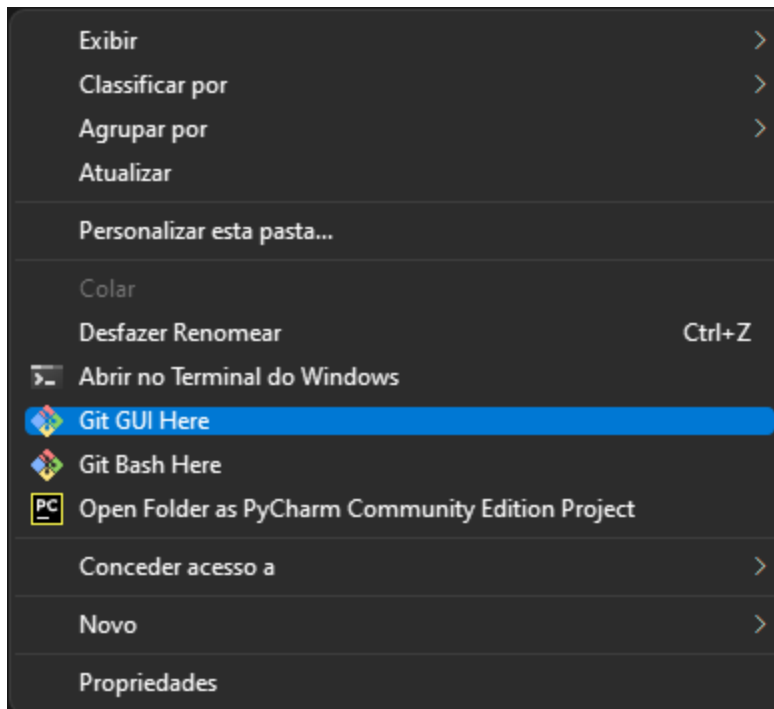 Exibir
Classificar por
Agrupar por
Atualizar
Personalizar esta pasta...
Colar
Desfazer Renomear Ctrl+Z
Abrir no Terminal do Windows
Git GUI Here
Git Bash Here
PC Open Folder as PyCharm Community Edition Project
Conceder acesso a
Novo
Propriedades